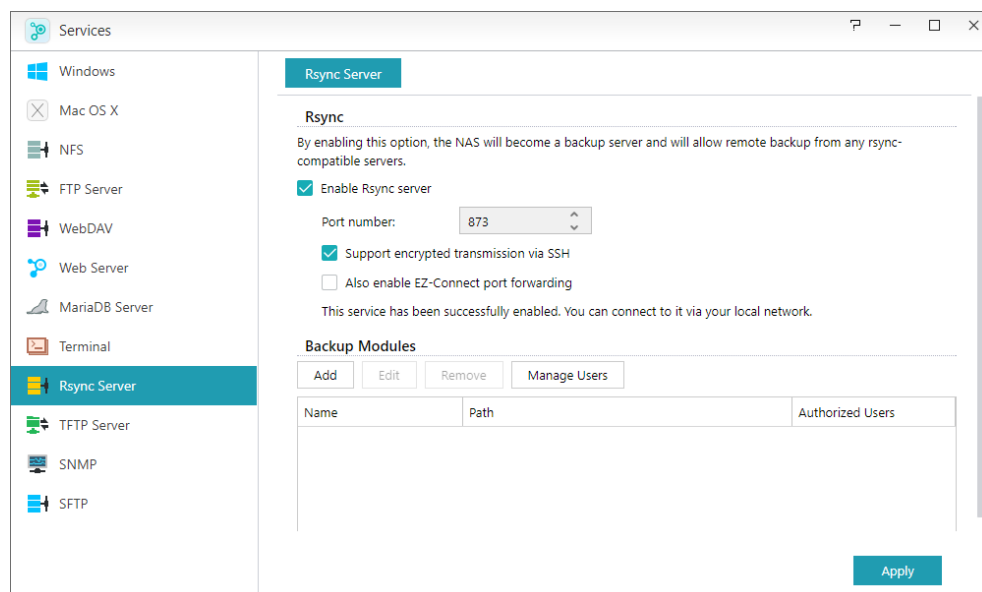 Services
Windows
Mac OS X
NFS
FTP Server
WebDAV
Web Server
MariaDB Server
Terminal
Rsync Server
TFTP Server
SNMP
SFTP
Rsync Server
Rsync
By enabling this option, the NAS will become a backup server and will allow remote backup from any rsync-
compatible servers.
Enable Rsync server
Port number: 873
Support encrypted transmission via SSH
Also enable EZ-Connect port forwarding
This service has been successfully enabled. You can connect to it via your local network.
Backup Modules
Add Edit Remove Manage Users
Name Path Authorized Users
Apply